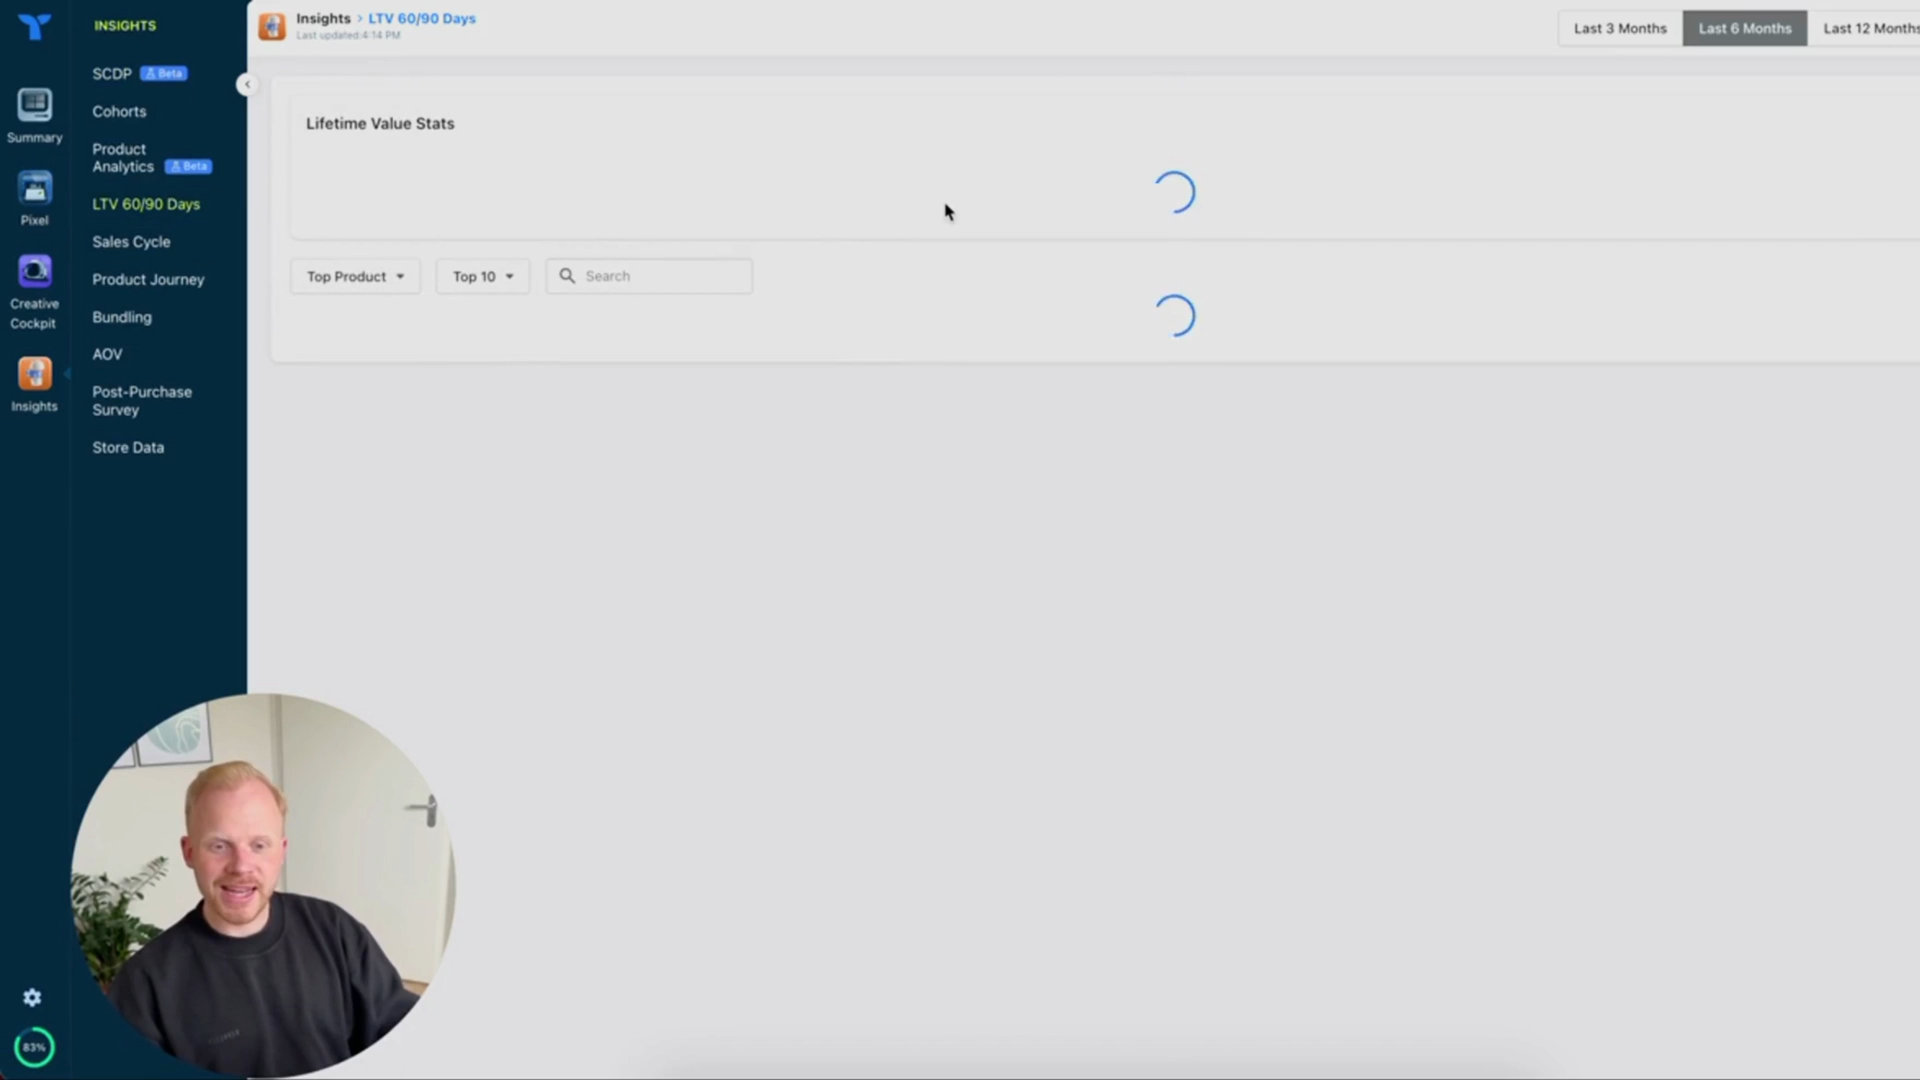 INSIGHTS
SCDP Beta
Cohorts
Product
Analytics Beta
LTV 60/90 Days
Sales Cycle
Product Journey
Bundling
AOV
Post-Purchase
Survey
Store Data
Summary
Pixel
Creative
Cockpit
Insights
83%
Insights > LTV 60/90 Days
Last updated:4:14 PM
Last 3 Months
Last 6 Months
Last 12 Months
Lifetime Value Stats
Top Product
Top 10
Search